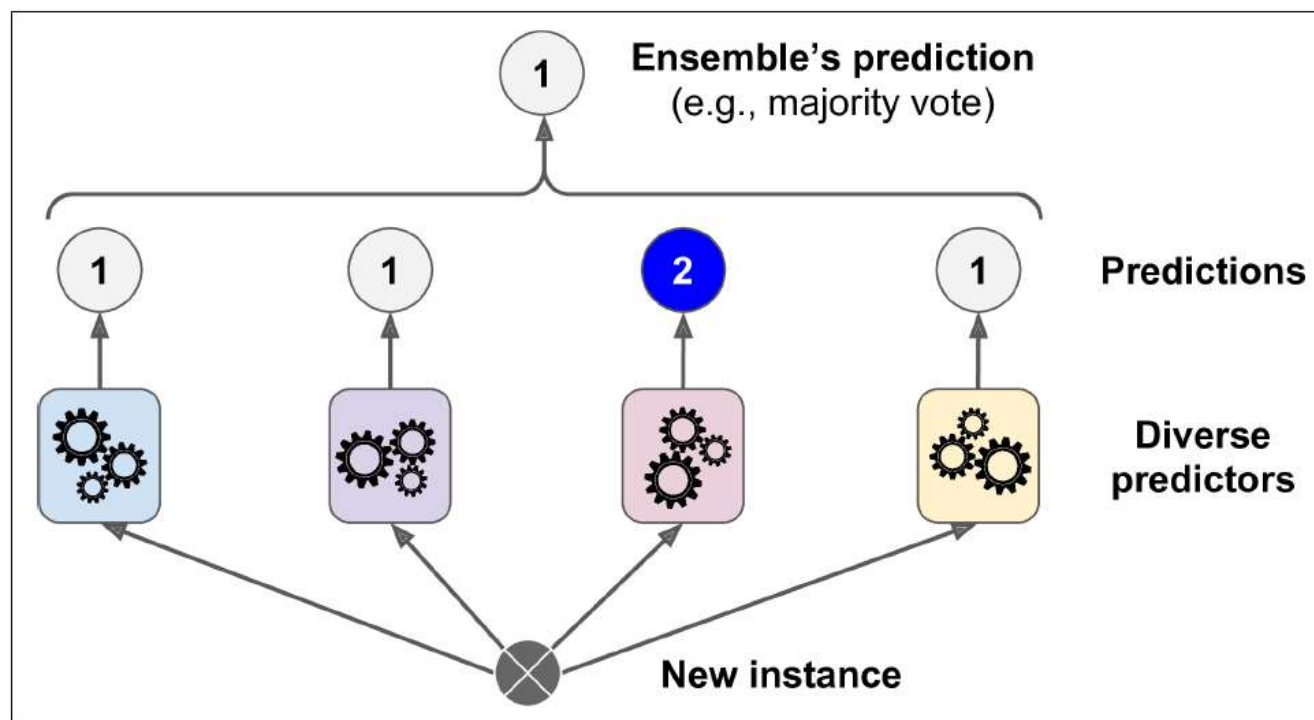 1
Ensemble's prediction
(e.g., majority vote)
1
1
2
1
Predictions
Diverse
predictors
New instance